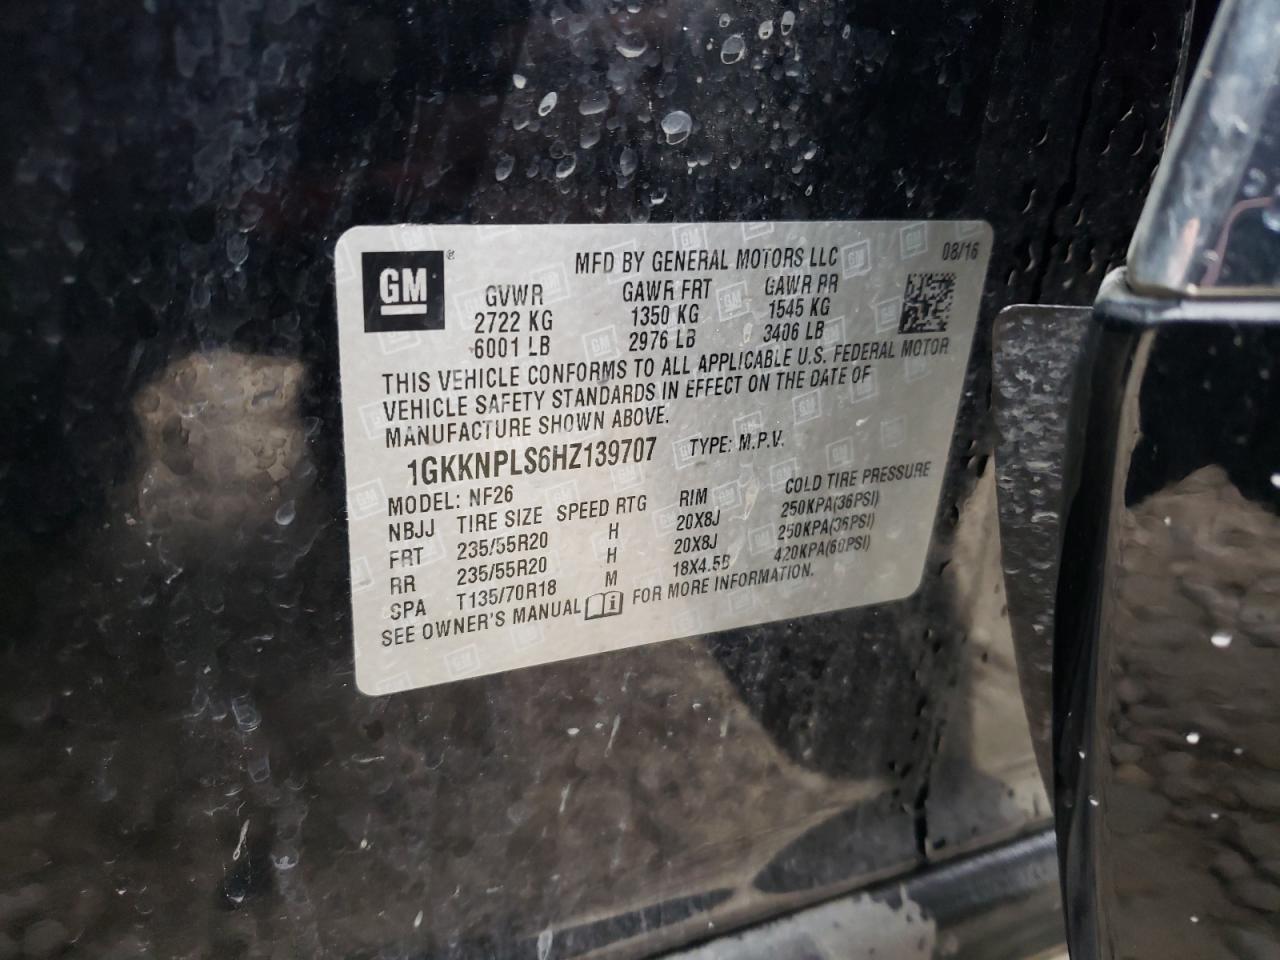 GM ®
MFD BY GENERAL MOTORS LLC 08/16
GVWR GAWR FRT GAWR RR
2722 KG 1350 KG 1545 KG
6001 LB 2976 LB 3406 LB
THIS VEHICLE CONFORMS TO ALL APPLICABLE U.S. FEDERAL MOTOR
VEHICLE SAFETY STANDARDS IN EFFECT ON THE DATE OF
MANUFACTURE SHOWN ABOVE.
1GKKNPLS6HZ139707 TYPE: M.P.V.
MODEL: NF26
NBJJ TIRE SIZE SPEED RTG RIM COLD TIRE PRESSURE
FRT 235/55R20 H 20X8J 250KPA(36PSI)
RR 235/55R20 H 20X8J 250KPA(36PSI)
SPA T135/70R18 M 18X4.5B 420KPA(60PSI)
SEE OWNER'S MANUAL i FOR MORE INFORMATION.